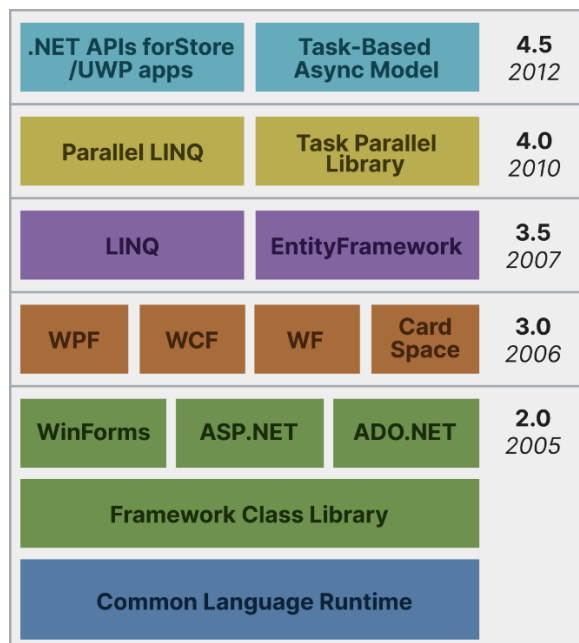 .NET APIs forStore
/UWP apps
Task-Based
Async Model
4.5
2012
Parallel LINQ
Task Parallel
Library
4.0
2010
LINQ
EntityFramework
3.5
2007
WPF
WCF
WF
Card
Space
3.0
2006
WinForms
ASP.NET
ADO.NET
2.0
2005
Framework Class Library
Common Language Runtime